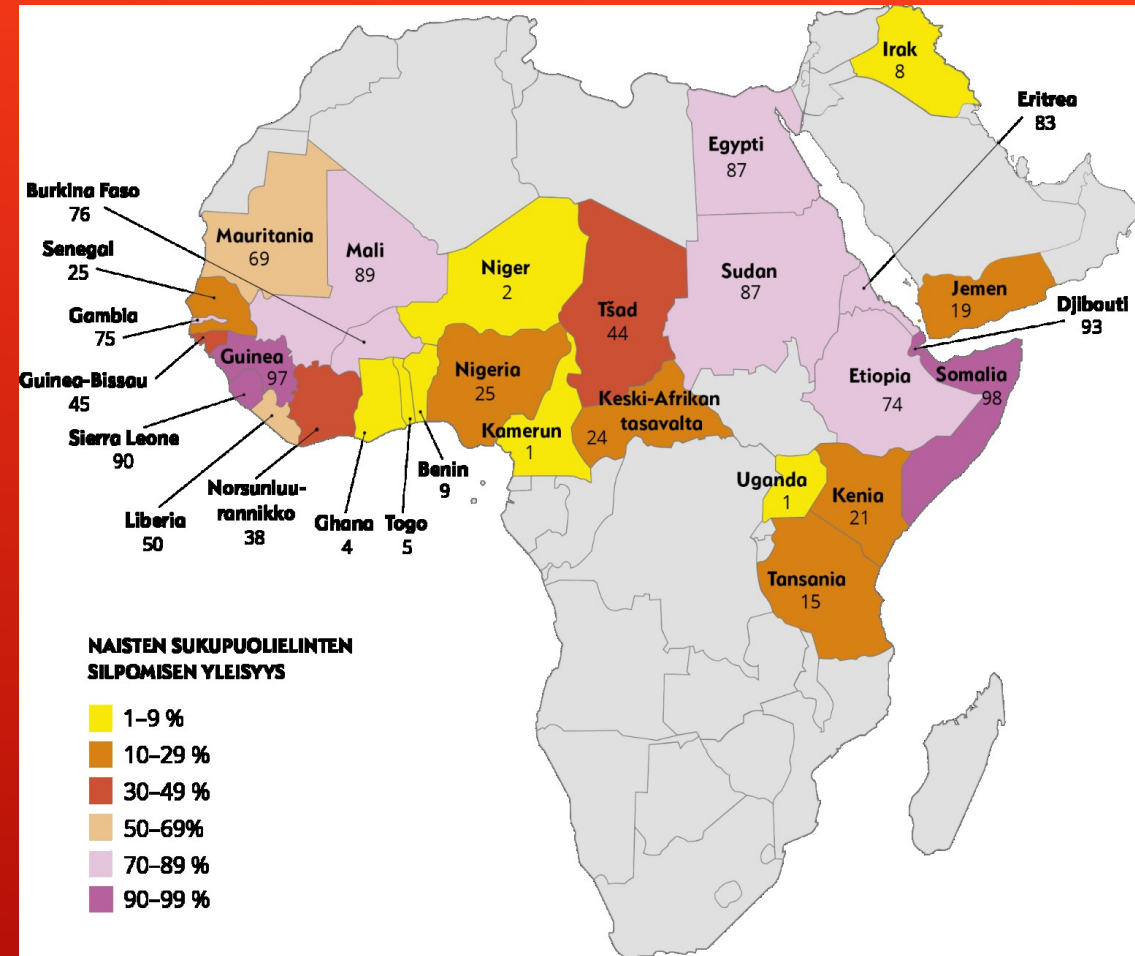 Irak
8
Eritrea
83
Egypti
87
Burkina Faso
76
Mauritania
69
Mali
89
Senegal
25
Niger
2
Sudan
87
Jemen
19
Tšad
44
Djibouti
93
Gambia
75
Guinea
97
Nigeria
25
Etiopia
74
Somalia
98
Guinea-Bissau
45
Keski-Afrikan
tasavalta
24
Kamerun
1
Sierra Leone
90
Benin
9
Uganda
1
Kenia
21
Norsunluu-
rannikko
38
Liberia
50
Ghana
4
Togo
5
Tansania
15
NAISTEN SUKUPUOLIELINTEN
SILPOMISEN YLEISYYS
1–9 %
10–29 %
30–49 %
50–69%
70–89 %
90–99 %